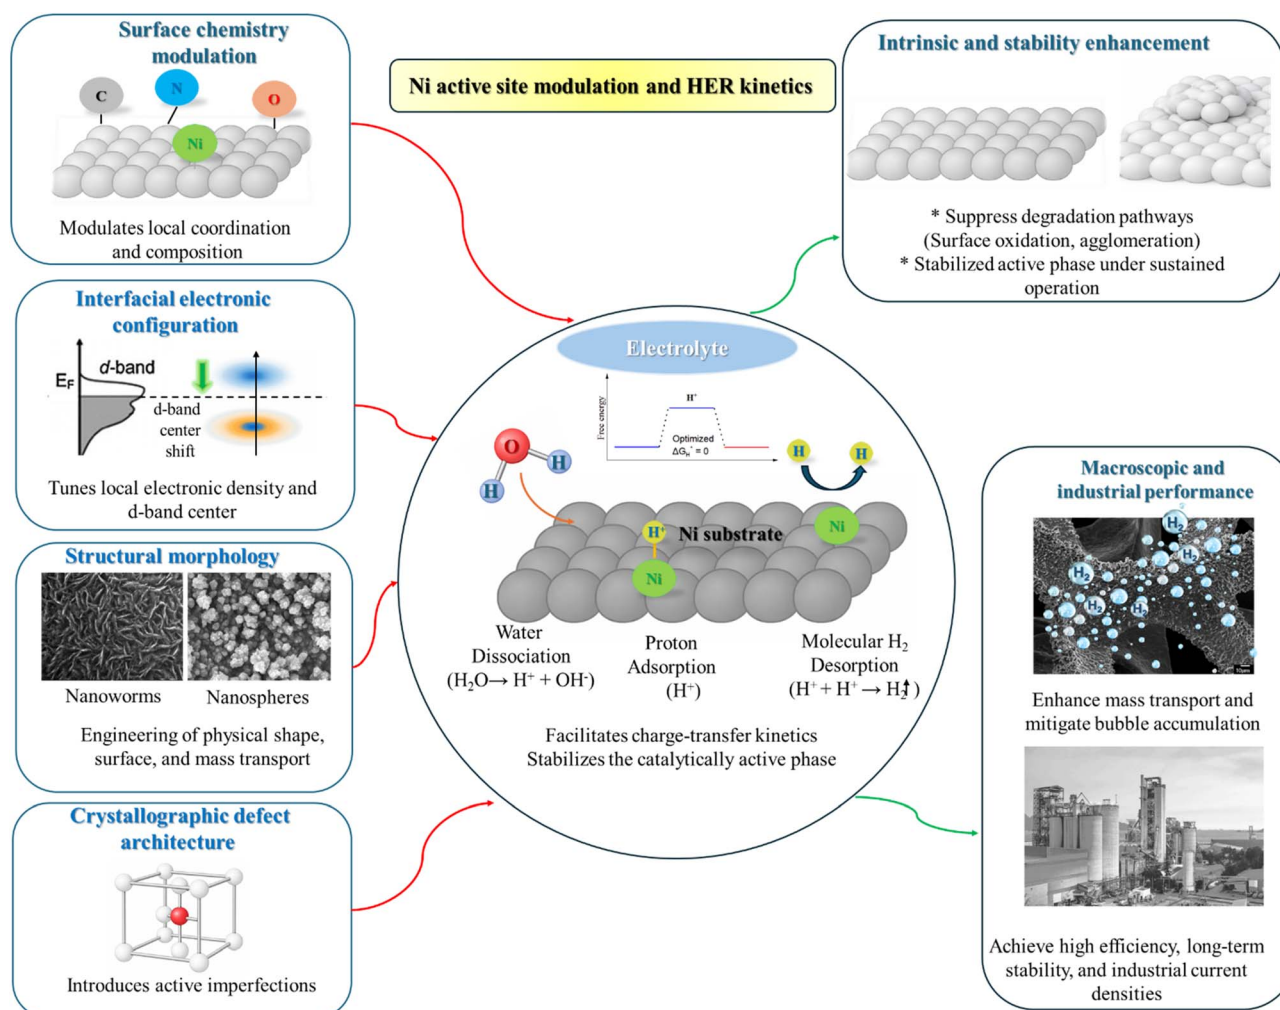 Surface chemistry
modulation
C
N
O
Ni
Modulates local coordination
and composition
Interfacial electronic
configuration
E_F
d-band
d-band
center
shift
Tunes local electronic density and
d-band center
Structural morphology
Nanoworms
Nanospheres
Engineering of physical shape,
surface, and mass transport
Crystallographic defect
architecture
Introduces active imperfections
Ni active site modulation and HER kinetics
Electrolyte
Free energy
H⁺
Optimized
ΔG_H* = 0
O
H
H
H
H
H⁺
Ni substrate
Ni
Ni
Water
Dissociation
(H₂O→ H⁺ + OH⁻)
Proton
Adsorption
(H⁺)
Molecular H₂
Desorption
(H⁺ + H⁺ → H₂↑)
Facilitates charge-transfer kinetics
Stabilizes the catalytically active phase
Intrinsic and stability enhancement
* Suppress degradation pathways
(Surface oxidation, agglomeration)
* Stabilized active phase under sustained
operation
Macroscopic and
industrial performance
H₂
H₂
H₂
H₂
H₂
Enhance mass transport and
mitigate bubble accumulation
Achieve high efficiency, long-term
stability, and industrial current
densities